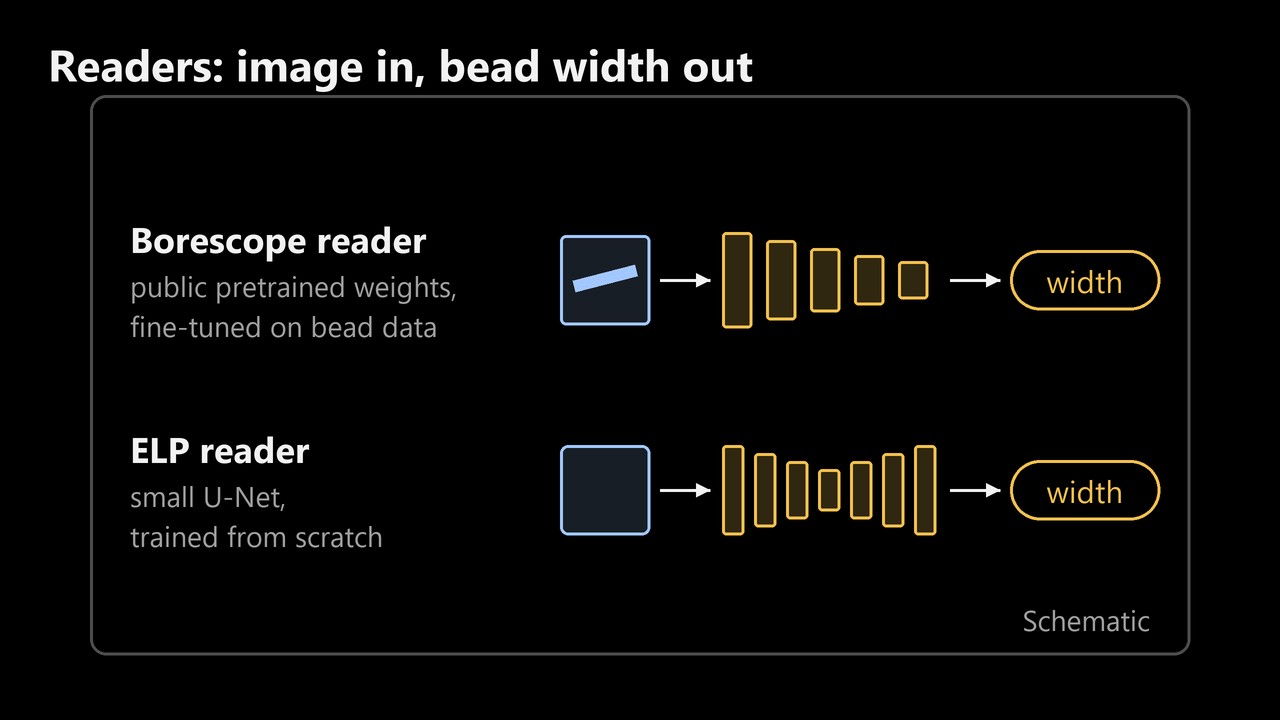 Readers: image in, bead width out
Borescope reader
public pretrained weights,
fine-tuned on bead data
width
ELP reader
small U-Net,
trained from scratch
width
Schematic